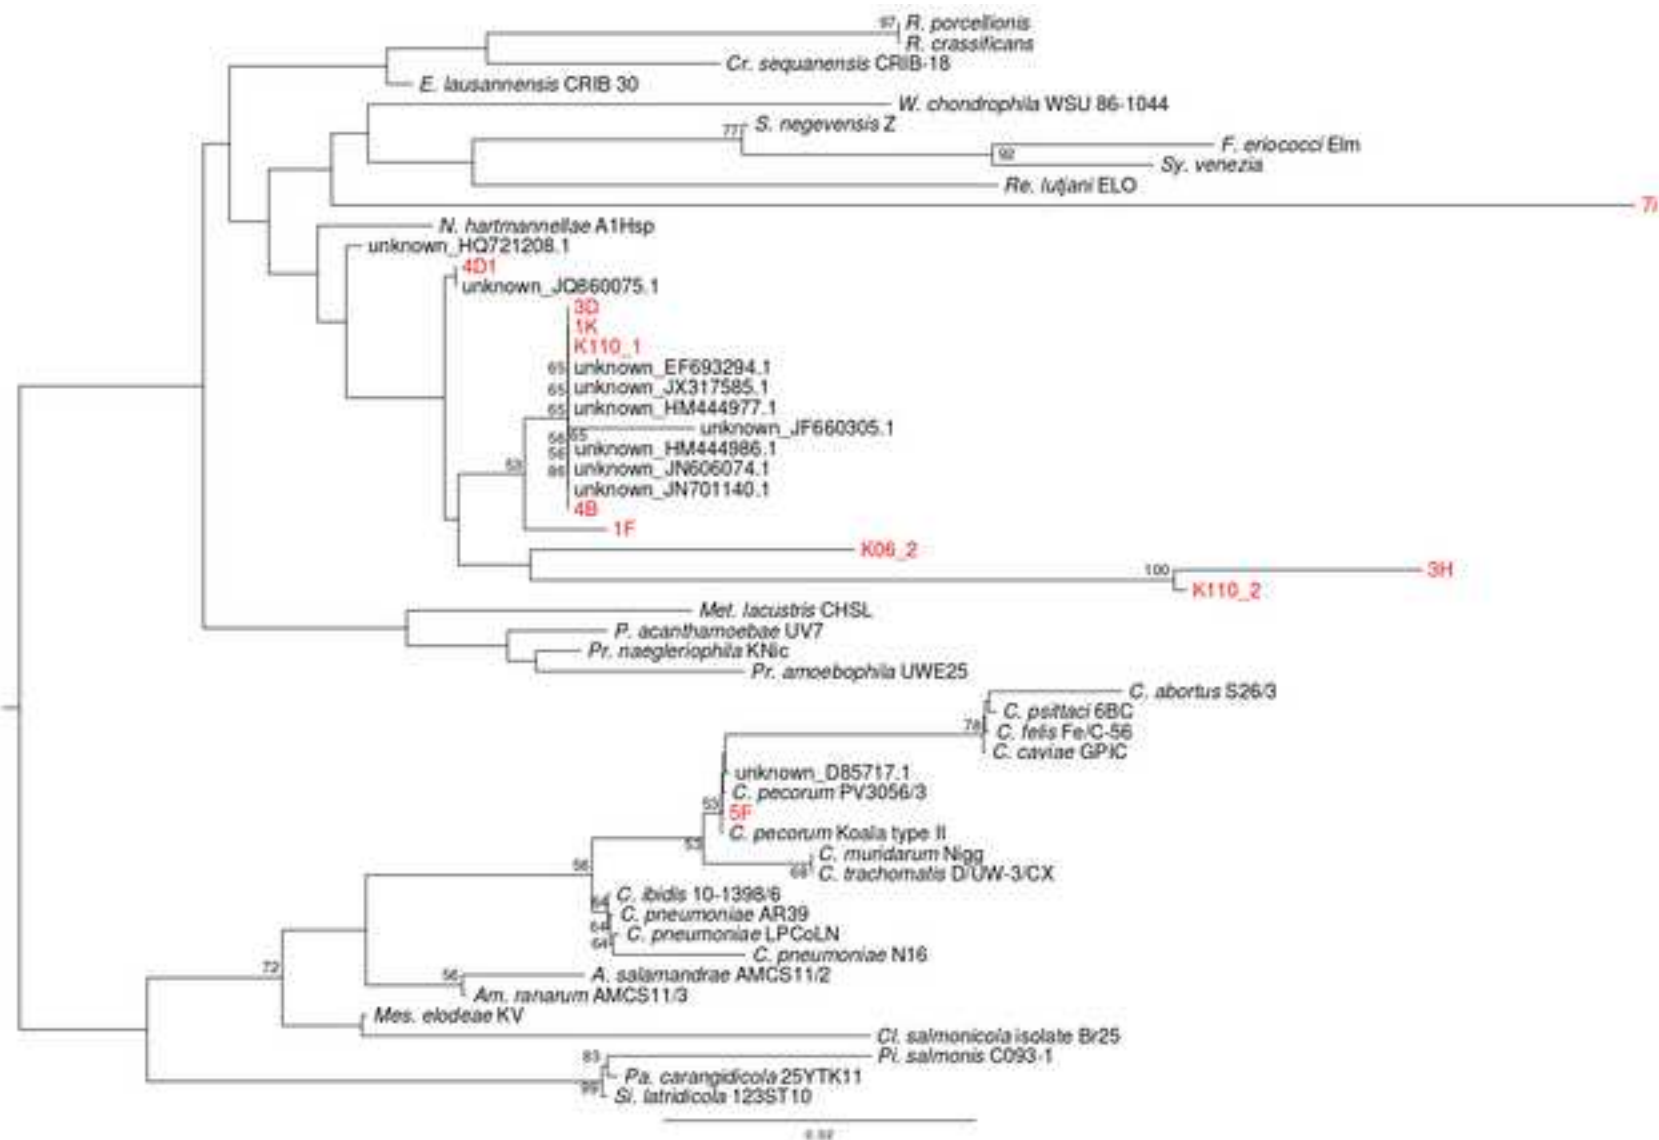 97 R. porcellionis
R. crassificans
Cr. sequanensis CRIB-18
E. lausannensis CRIB 30
W. chondrophila WSU 86-1044
77 S. negevensis Z
F. eriococci Elm
92
Sy. venezia
Re. lutjani ELO
7
N. hartmannellae A1Hsp
unknown_HQ721208.1
4D1
unknown_JQ860075.1
3D
1K
K110_1
65 unknown_EF693294.1
65 unknown_JX317585.1
65 unknown_HM444977.1
unknown_JF660305.1
56 65
56 unknown_HM444986.1
53 unknown_JN606074.1
unknown_JN701140.1
4B
1F
K06_2
100 3H
K110_2
Met. lacustris CHSL
P. acanthamoebae UV7
Pr. naegleriophila KNic
Pr. amoebophila UWE25
C. abortus S26/3
C. psittaci 6BC
78 C. felis Fe/C-56
C. caviae GPIC
unknown_D85717.1
C. pecorum PV3056/3
53 5F
C. pecorum Koala type II
53
C. muridarum Nigg
68 C. trachomatis D/UW-3/CX
56
C. ibidis 10-1398/6
64 C. pneumoniae AR39
64 C. pneumoniae LPCoLN
64 C. pneumoniae N16
72
56 A. salamandrae AMCS11/2
Am. ranarum AMCS11/3
Mes. elodeae KV
Cl. salmonicola isolate Br25
83 Pi. salmonis C093-1
Pa. carangidicola 25YTK11
99 Si. latridicola 123ST10